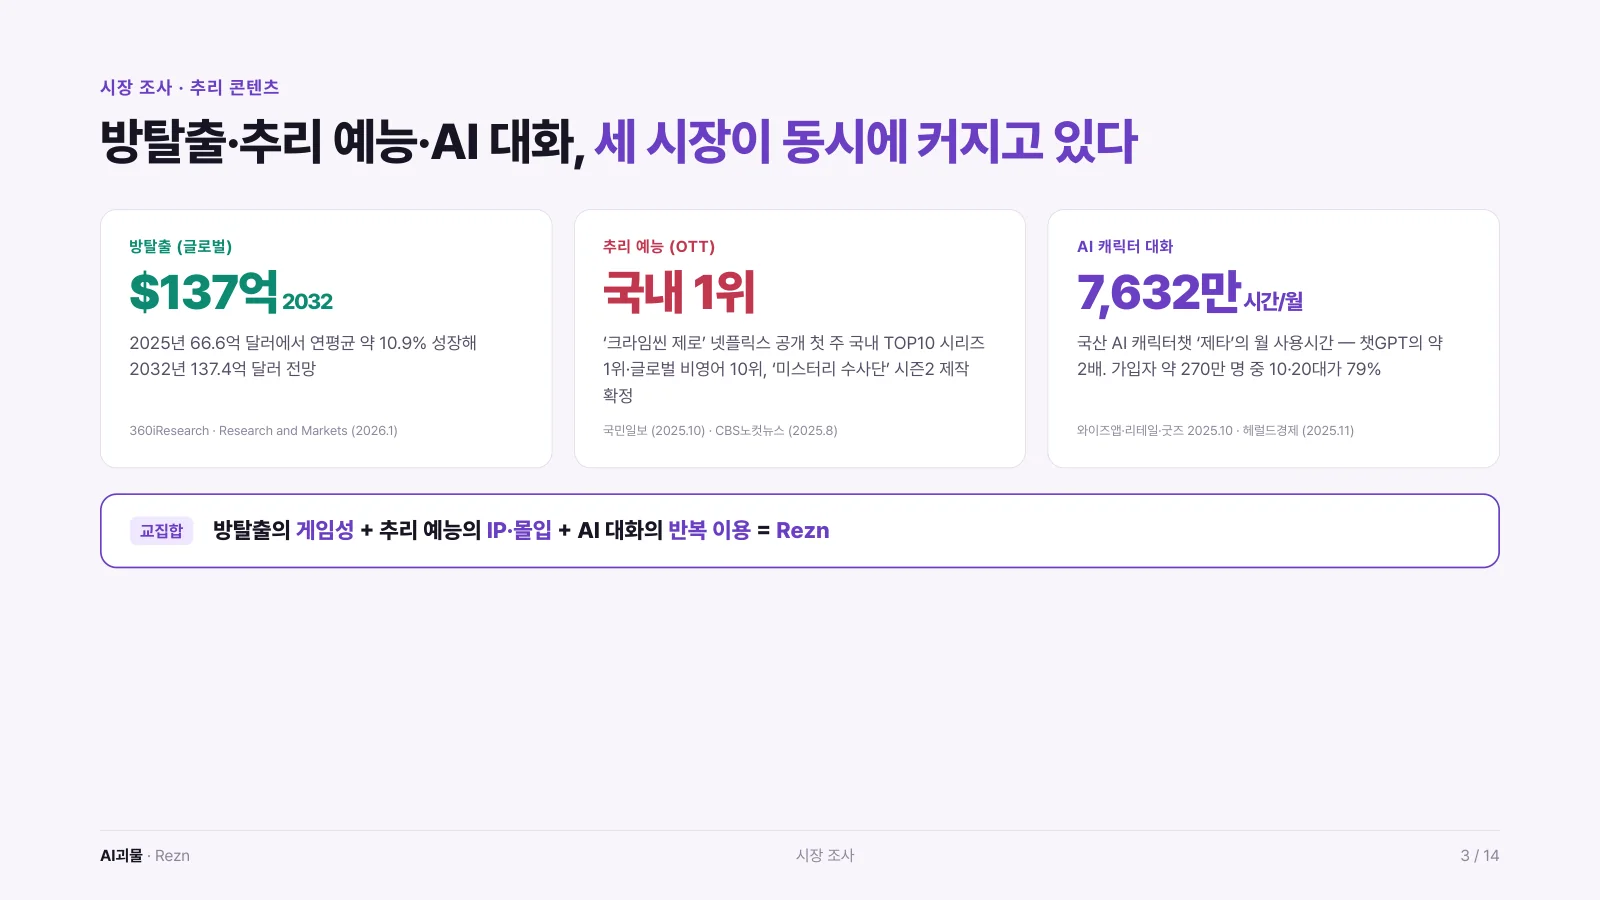 시장 조사 · 추리 콘텐츠
방탈출·추리 예능·AI 대화, 세 시장이 동시에 커지고 있다
방탈출 (글로벌)
$137억 2032
2025년 66.6억 달러에서 연평균 약 10.9% 성장해
2032년 137.4억 달러 전망
360iResearch · Research and Markets (2026.1)
추리 예능 (OTT)
국내 1위
‘크라임씬 제로’ 넷플릭스 공개 첫 주 국내 TOP10 시리즈
1위·글로벌 비영어 10위, ‘미스터리 수사단’ 시즌2 제작
확정
국민일보 (2025.10) · CBS노컷뉴스 (2025.8)
AI 캐릭터 대화
7,632만 시간/월
국산 AI 캐릭터챗 ‘제타’의 월 사용시간 — 챗GPT의 약
2배. 가입자 약 270만 명 중 10·20대가 79%
와이즈앱·리테일·굿즈 2025.10 · 헤럴드경제 (2025.11)
교집합 방탈출의 게임성 + 추리 예능의 IP·몰입 + AI 대화의 반복 이용 = Rezn
AI괴물 · Rezn
시장 조사
3 / 14